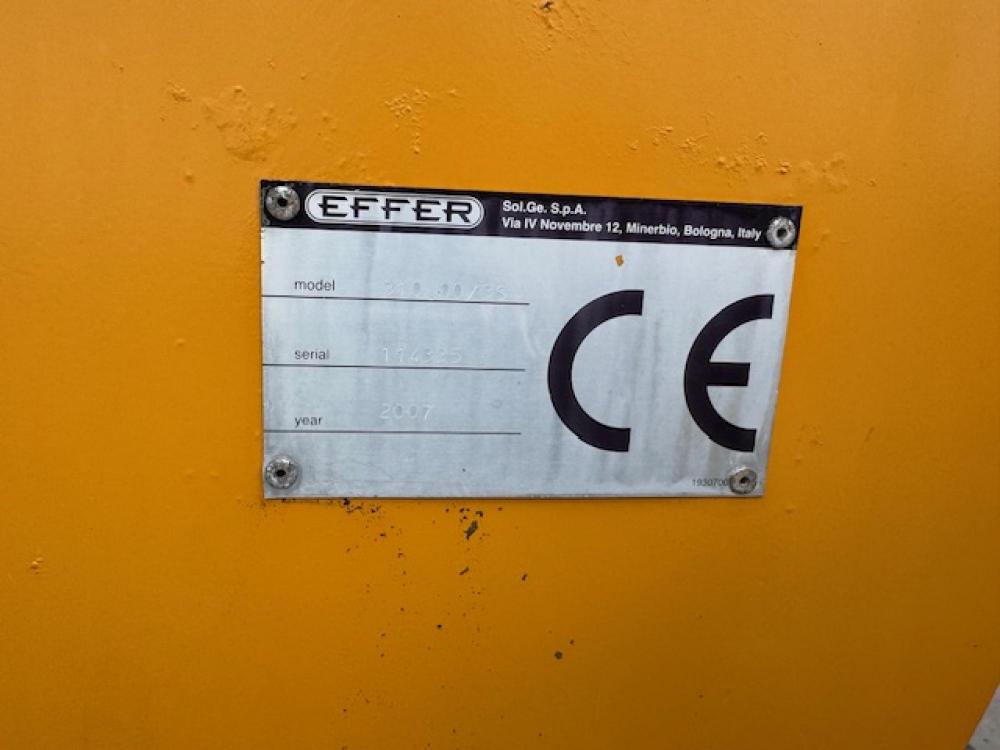 EFFER
Sol.Ge. S.p.A.
Via IV Novembre 12, Minerbio, Bologna, Italy
model
serial
year 2007
CE